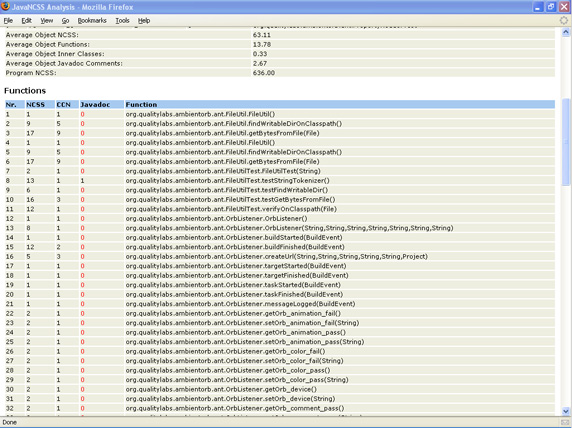 JavaNCSS Analysis - Mozilla Firefox
File Edit View Go Bookmarks Tools Help
Average Object NCSS: 63.11
Average Object Functions: 13.78
Average Object Inner Classes: 0.33
Average Object Javadoc Comments: 2.67
Program NCSS: 636.00
Functions
Nr. NCSS CCN Javadoc Function
1 1 1 0 org.qualitylabs.ambientorb.ant.FileUtil.FileUtil()
2 9 5 0 org.qualitylabs.ambientorb.ant.FileUtil.findWritableDirOnClasspath()
3 17 9 0 org.qualitylabs.ambientorb.ant.FileUtil.getBytesFromFile(File)
4 1 1 0 org.qualitylabs.ambientorb.ant.FileUtil.FileUtil()
5 9 5 0 org.qualitylabs.ambientorb.ant.FileUtil.findWritableDirOnClasspath()
6 17 9 0 org.qualitylabs.ambientorb.ant.FileUtil.getBytesFromFile(File)
7 2 1 0 org.qualitylabs.ambientorb.ant.FileUtilTest.FileUtilTest(String)
8 13 1 1 org.qualitylabs.ambientorb.ant.FileUtilTest.testStringTokenizer()
9 6 1 0 org.qualitylabs.ambientorb.ant.FileUtilTest.testFindWritableDir()
10 16 3 0 org.qualitylabs.ambientorb.ant.FileUtilTest.testGetBytesFromFile()
11 12 1 0 org.qualitylabs.ambientorb.ant.FileUtilTest.verifyOnClasspath(File)
12 1 1 0 org.qualitylabs.ambientorb.ant.OrbListener.OrbListener()
13 8 1 0 org.qualitylabs.ambientorb.ant.OrbListener.OrbListener(String,String,String,String,String,String,String)
14 1 1 0 org.qualitylabs.ambientorb.ant.OrbListener.buildStarted(BuildEvent)
15 12 2 0 org.qualitylabs.ambientorb.ant.OrbListener.buildFinished(BuildEvent)
16 5 3 0 org.qualitylabs.ambientorb.ant.OrbListener.createUrl(String,String,String,String,String,Project)
17 1 1 0 org.qualitylabs.ambientorb.ant.OrbListener.targetStarted(BuildEvent)
18 1 1 0 org.qualitylabs.ambientorb.ant.OrbListener.targetFinished(BuildEvent)
19 1 1 0 org.qualitylabs.ambientorb.ant.OrbListener.taskStarted(BuildEvent)
20 1 1 0 org.qualitylabs.ambientorb.ant.OrbListener.taskFinished(BuildEvent)
21 1 1 0 org.qualitylabs.ambientorb.ant.OrbListener.messageLogged(BuildEvent)
22 2 1 0 org.qualitylabs.ambientorb.ant.OrbListener.getOrb_animation_fail()
23 2 1 0 org.qualitylabs.ambientorb.ant.OrbListener.setOrb_animation_fail(String)
24 2 1 0 org.qualitylabs.ambientorb.ant.OrbListener.getOrb_animation_pass()
25 2 1 0 org.qualitylabs.ambientorb.ant.OrbListener.setOrb_animation_pass(String)
26 2 1 0 org.qualitylabs.ambientorb.ant.OrbListener.getOrb_color_fail()
27 2 1 0 org.qualitylabs.ambientorb.ant.OrbListener.setOrb_color_fail(String)
28 2 1 0 org.qualitylabs.ambientorb.ant.OrbListener.getOrb_color_pass()
29 2 1 0 org.qualitylabs.ambientorb.ant.OrbListener.setOrb_color_pass(String)
30 2 1 0 org.qualitylabs.ambientorb.ant.OrbListener.getOrb_device()
31 2 1 0 org.qualitylabs.ambientorb.ant.OrbListener.setOrb_device(String)
32 2 1 0 org.qualitylabs.ambientorb.ant.OrbListener.getOrb_comment_pass()
Done